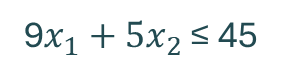 9x₁ + 5x₂ ≤ 45